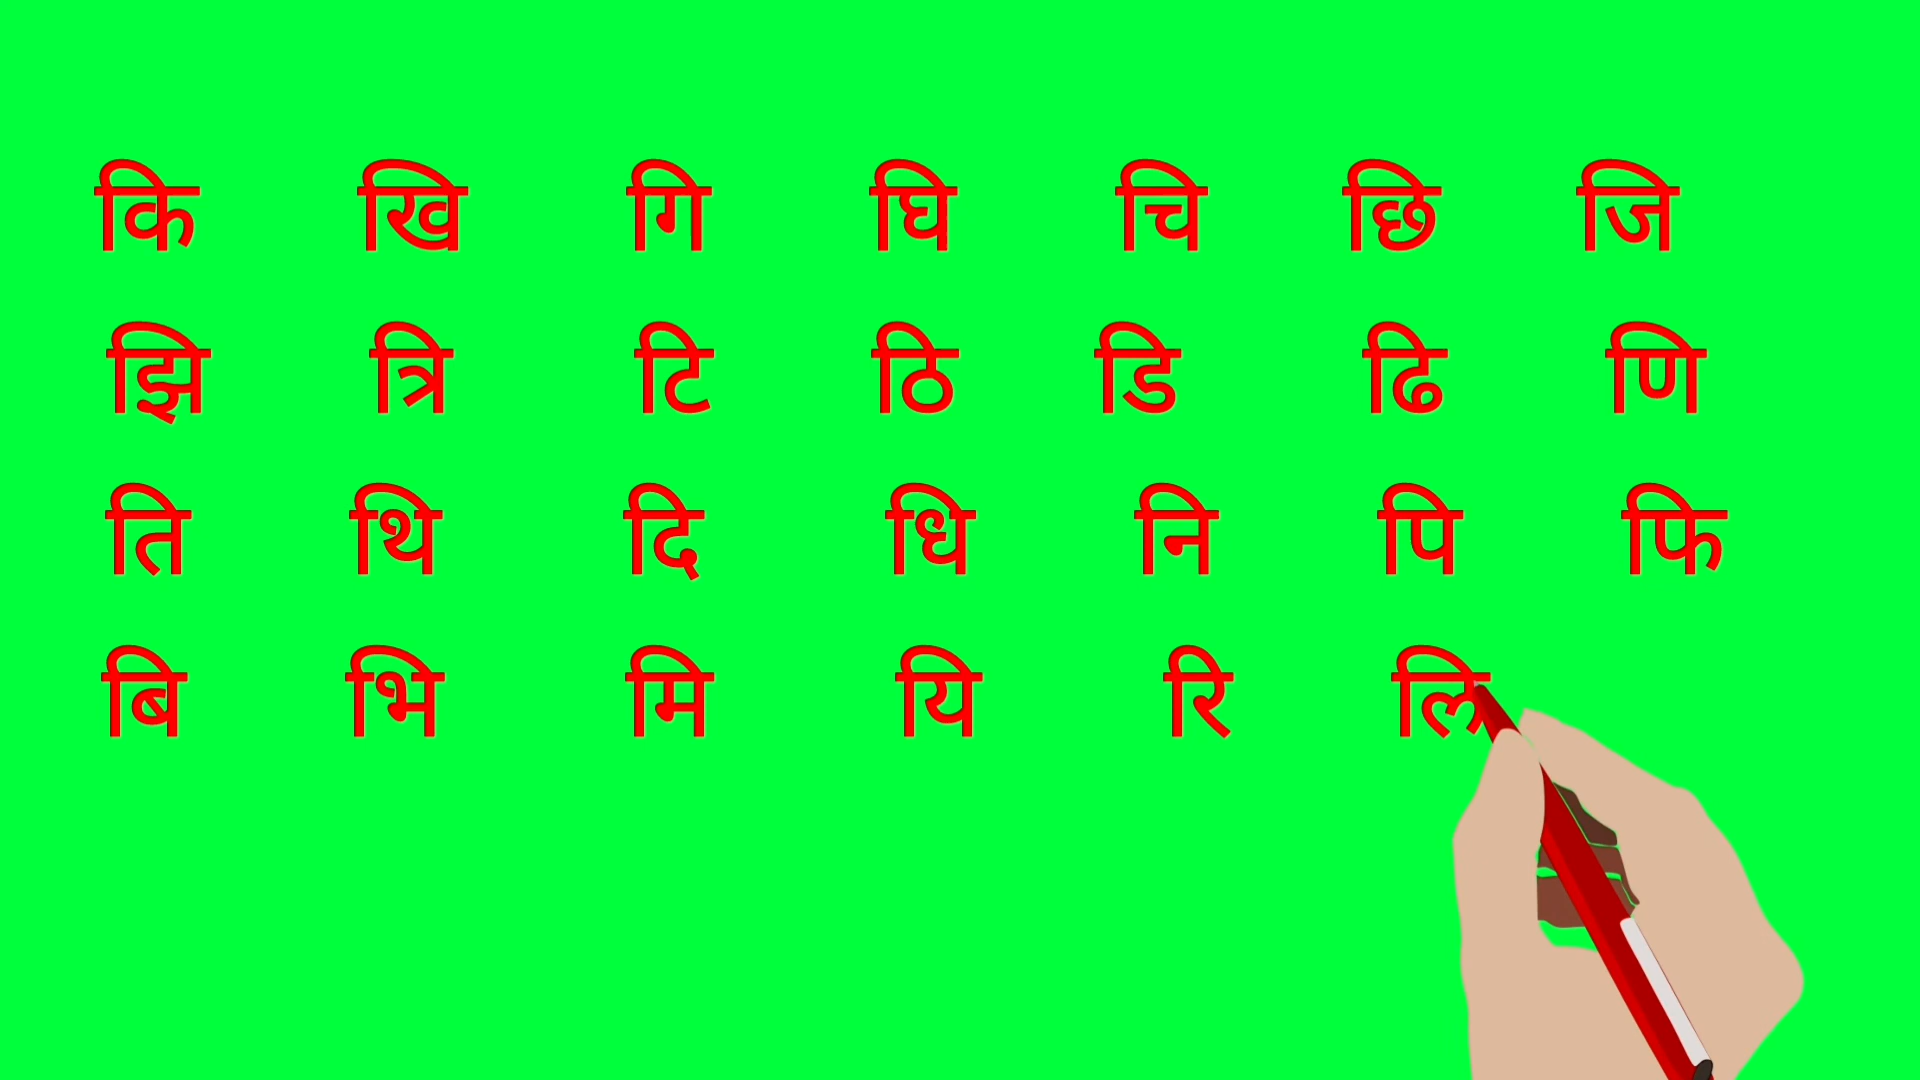 कि खि गि घि चि छि जि
झि त्रि टि ठि डि ढि णि
ति थि दि धि नि पि फि
बि भि मि यि रि लि